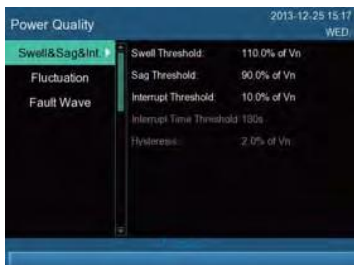 Power Quality
2013-12-25 15:17
WED.
Swell&Sag&Int.
Swell Threshold: 110.0% of Vn
Fluctuation
Sag Threshold: 90.0% of Vn
Fault Wave
Interrupt Threshold: 10.0% of Vn
Interrupt Time Threshold: 180s
Hysteresis: 2.0% of Vn